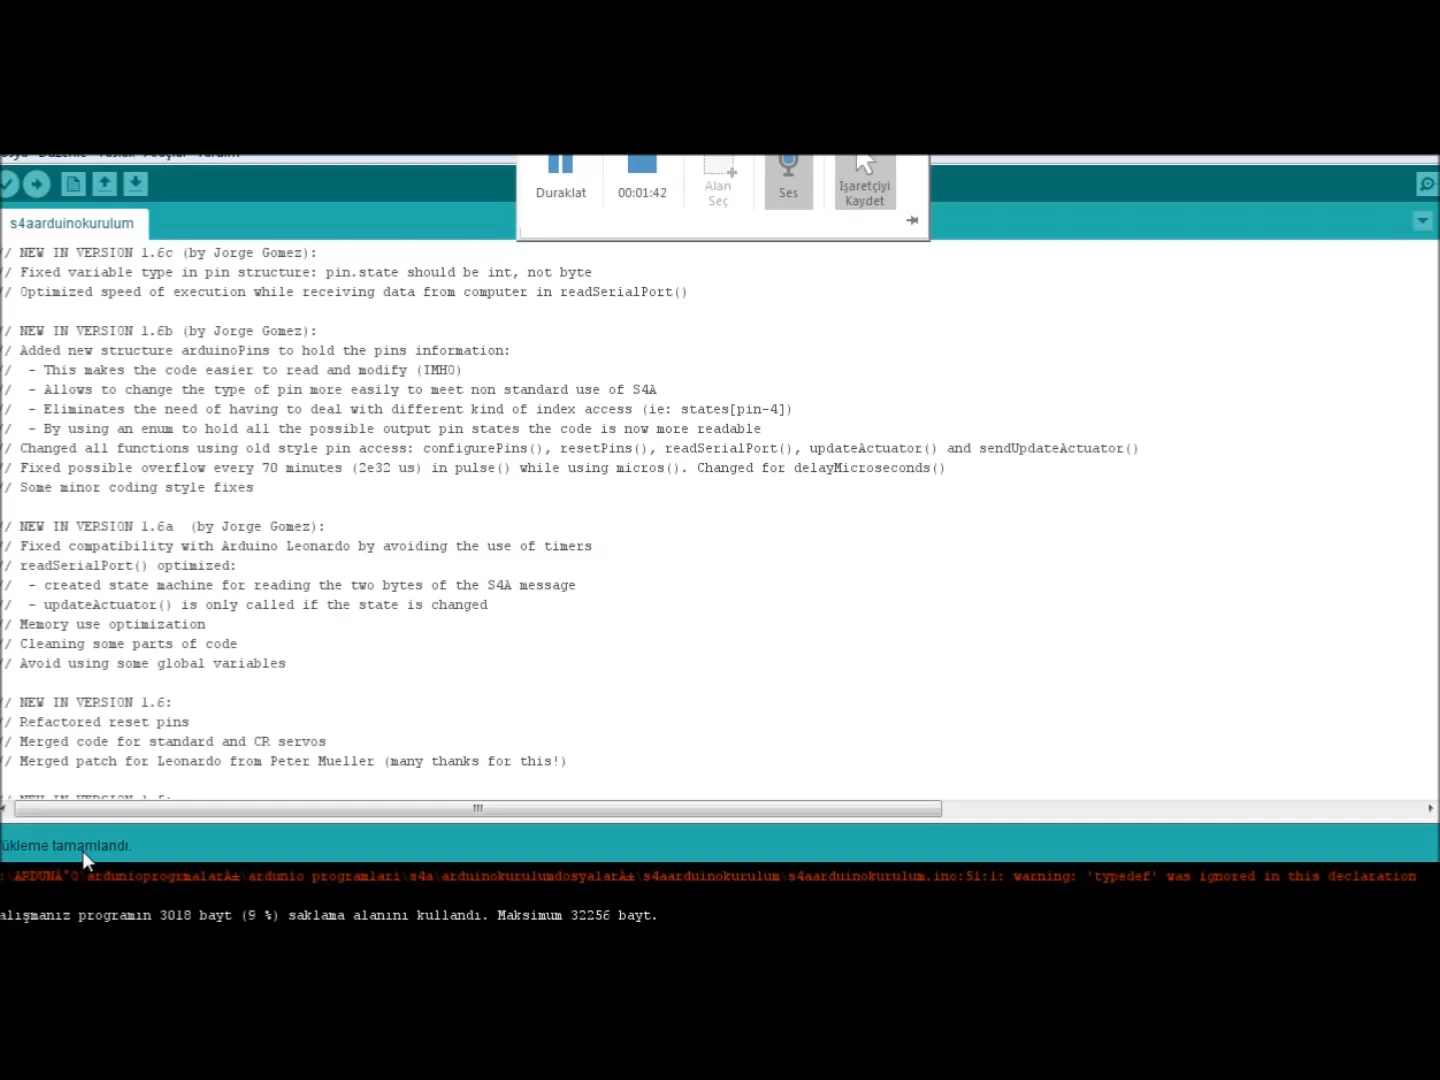 Duraklat
00:01:42
Alan
Seç
Ses
İşaretçiyi
Kaydet
s4aarduinokurulum
// NEW IN VERSION 1.6c (by Jorge Gomez):
// Fixed variable type in pin structure: pin.state should be int, not byte
// Optimized speed of execution while receiving data from computer in readSerialPort()
// NEW IN VERSION 1.6b (by Jorge Gomez):
// Added new structure arduinoPins to hold the pins information:
//  - This makes the code easier to read and modify (IMHO)
//  - Allows to change the type of pin more easily to meet non standard use of S4A
//  - Eliminates the need of having to deal with different kind of index access (ie: states[pin-4])
//  - By using an enum to hold all the possible output pin states the code is now more readable
// Changed all functions using old style pin access: configurePins(), resetPins(), readSerialPort(), updateActuator() and sendUpdateActuator()
// Fixed possible overflow every 70 minutes (2e32 us) in pulse() while using micros(). Changed for delayMicroseconds()
// Some minor coding style fixes
// NEW IN VERSION 1.6a  (by Jorge Gomez):
// Fixed compatibility with Arduino Leonardo by avoiding the use of timers
// readSerialPort() optimized:
//  - created state machine for reading the two bytes of the S4A message
//  - updateActuator() is only called if the state is changed
// Memory use optimization
// Cleaning some parts of code
// Avoid using some global variables
// NEW IN VERSION 1.6:
// Refactored reset pins
// Merged code for standard and CR servos
// Merged patch for Leonardo from Peter Mueller (many thanks for this!)
ükleme tamamlandı.
:\ARDUNÄ°O\ardunioprogrmalarÄ±\ardunio programlari\s4a\arduinokurulumdosyalarÄ±\s4aarduinokurulum\s4aarduinokurulum.ino:51:1: warning: 'typedef' was ignored in this declaration
alışmanız programın 3018 bayt (9 %) saklama alanını kullandı. Maksimum 32256 bayt.